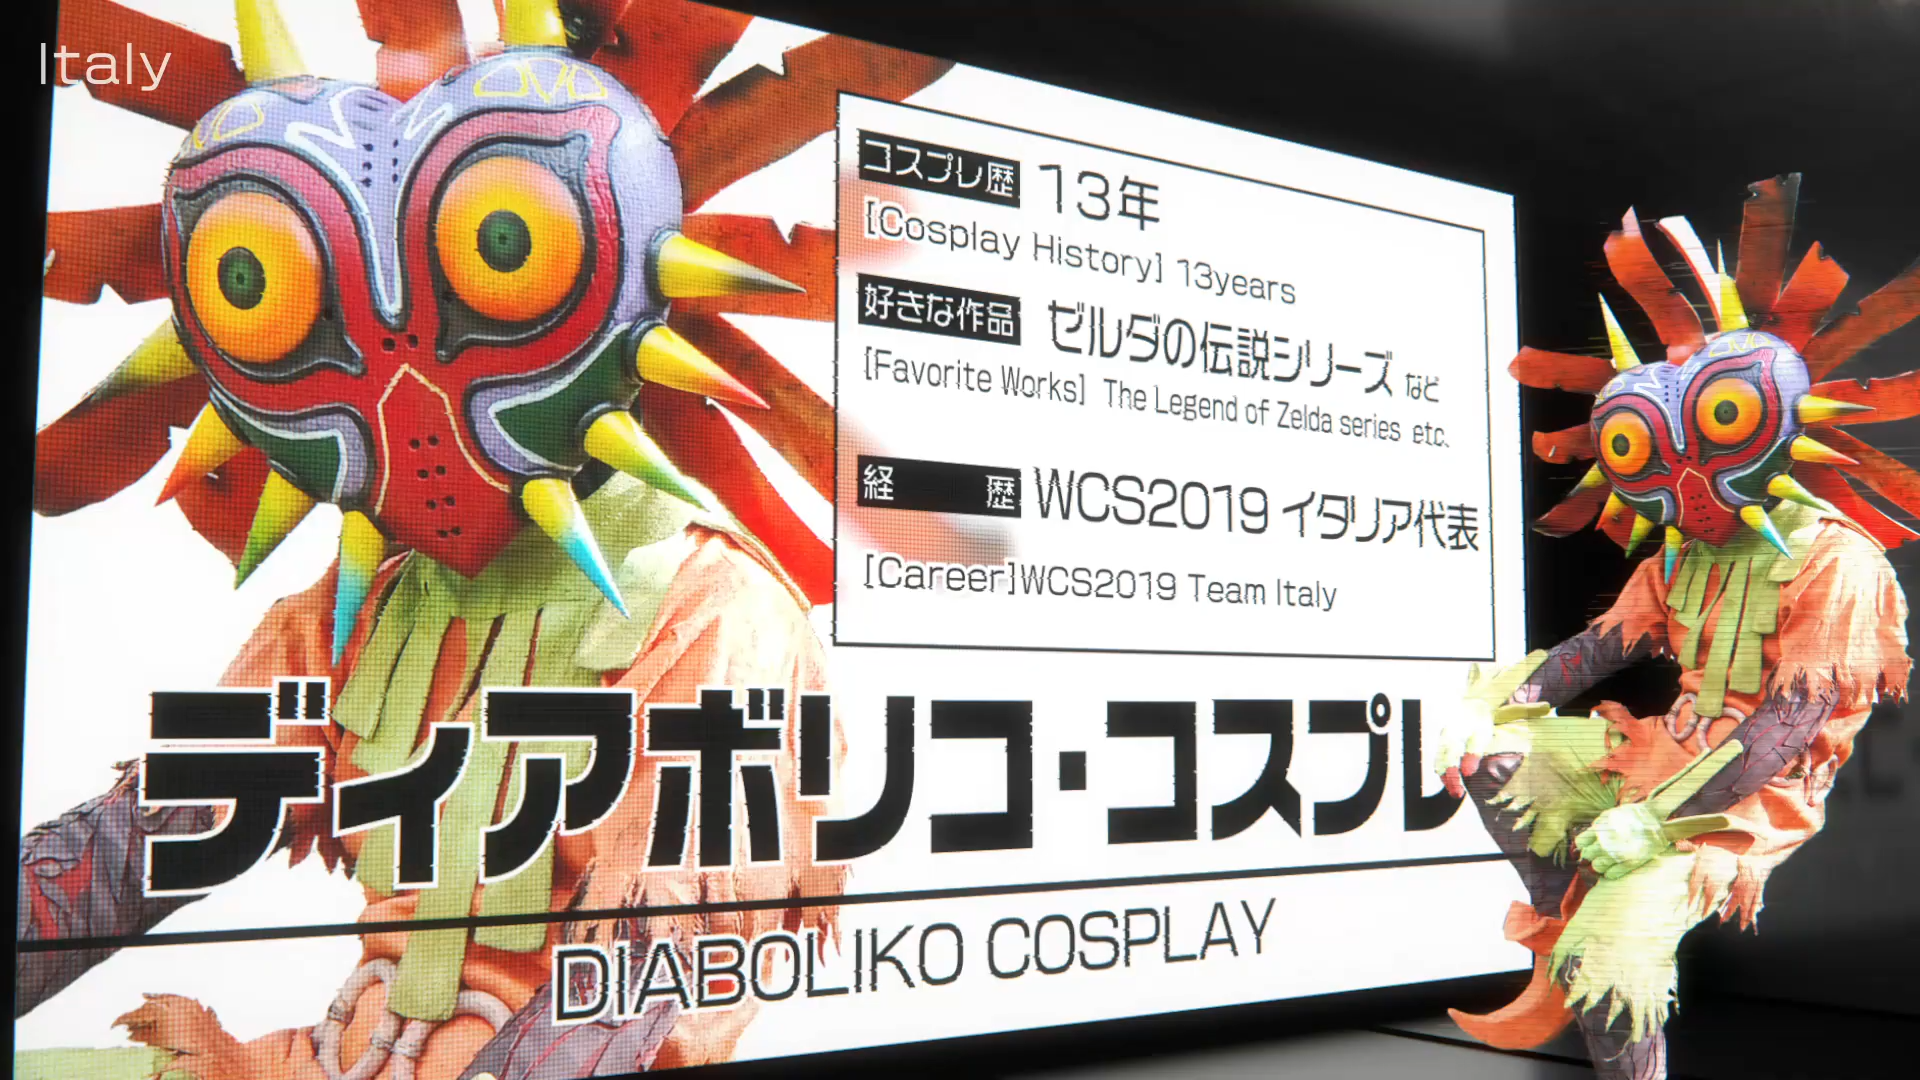 Italy
コスプレ歴 13年
[Cosplay History] 13years
好きな作品 ゼルダの伝説シリーズ など
[Favorite Works] The Legend of Zelda series etc.
経歴 WCS2019 イタリア代表
[Career]WCS2019 Team Italy
ディアボリコ・コスプレ
DIABOLIKO COSPLAY